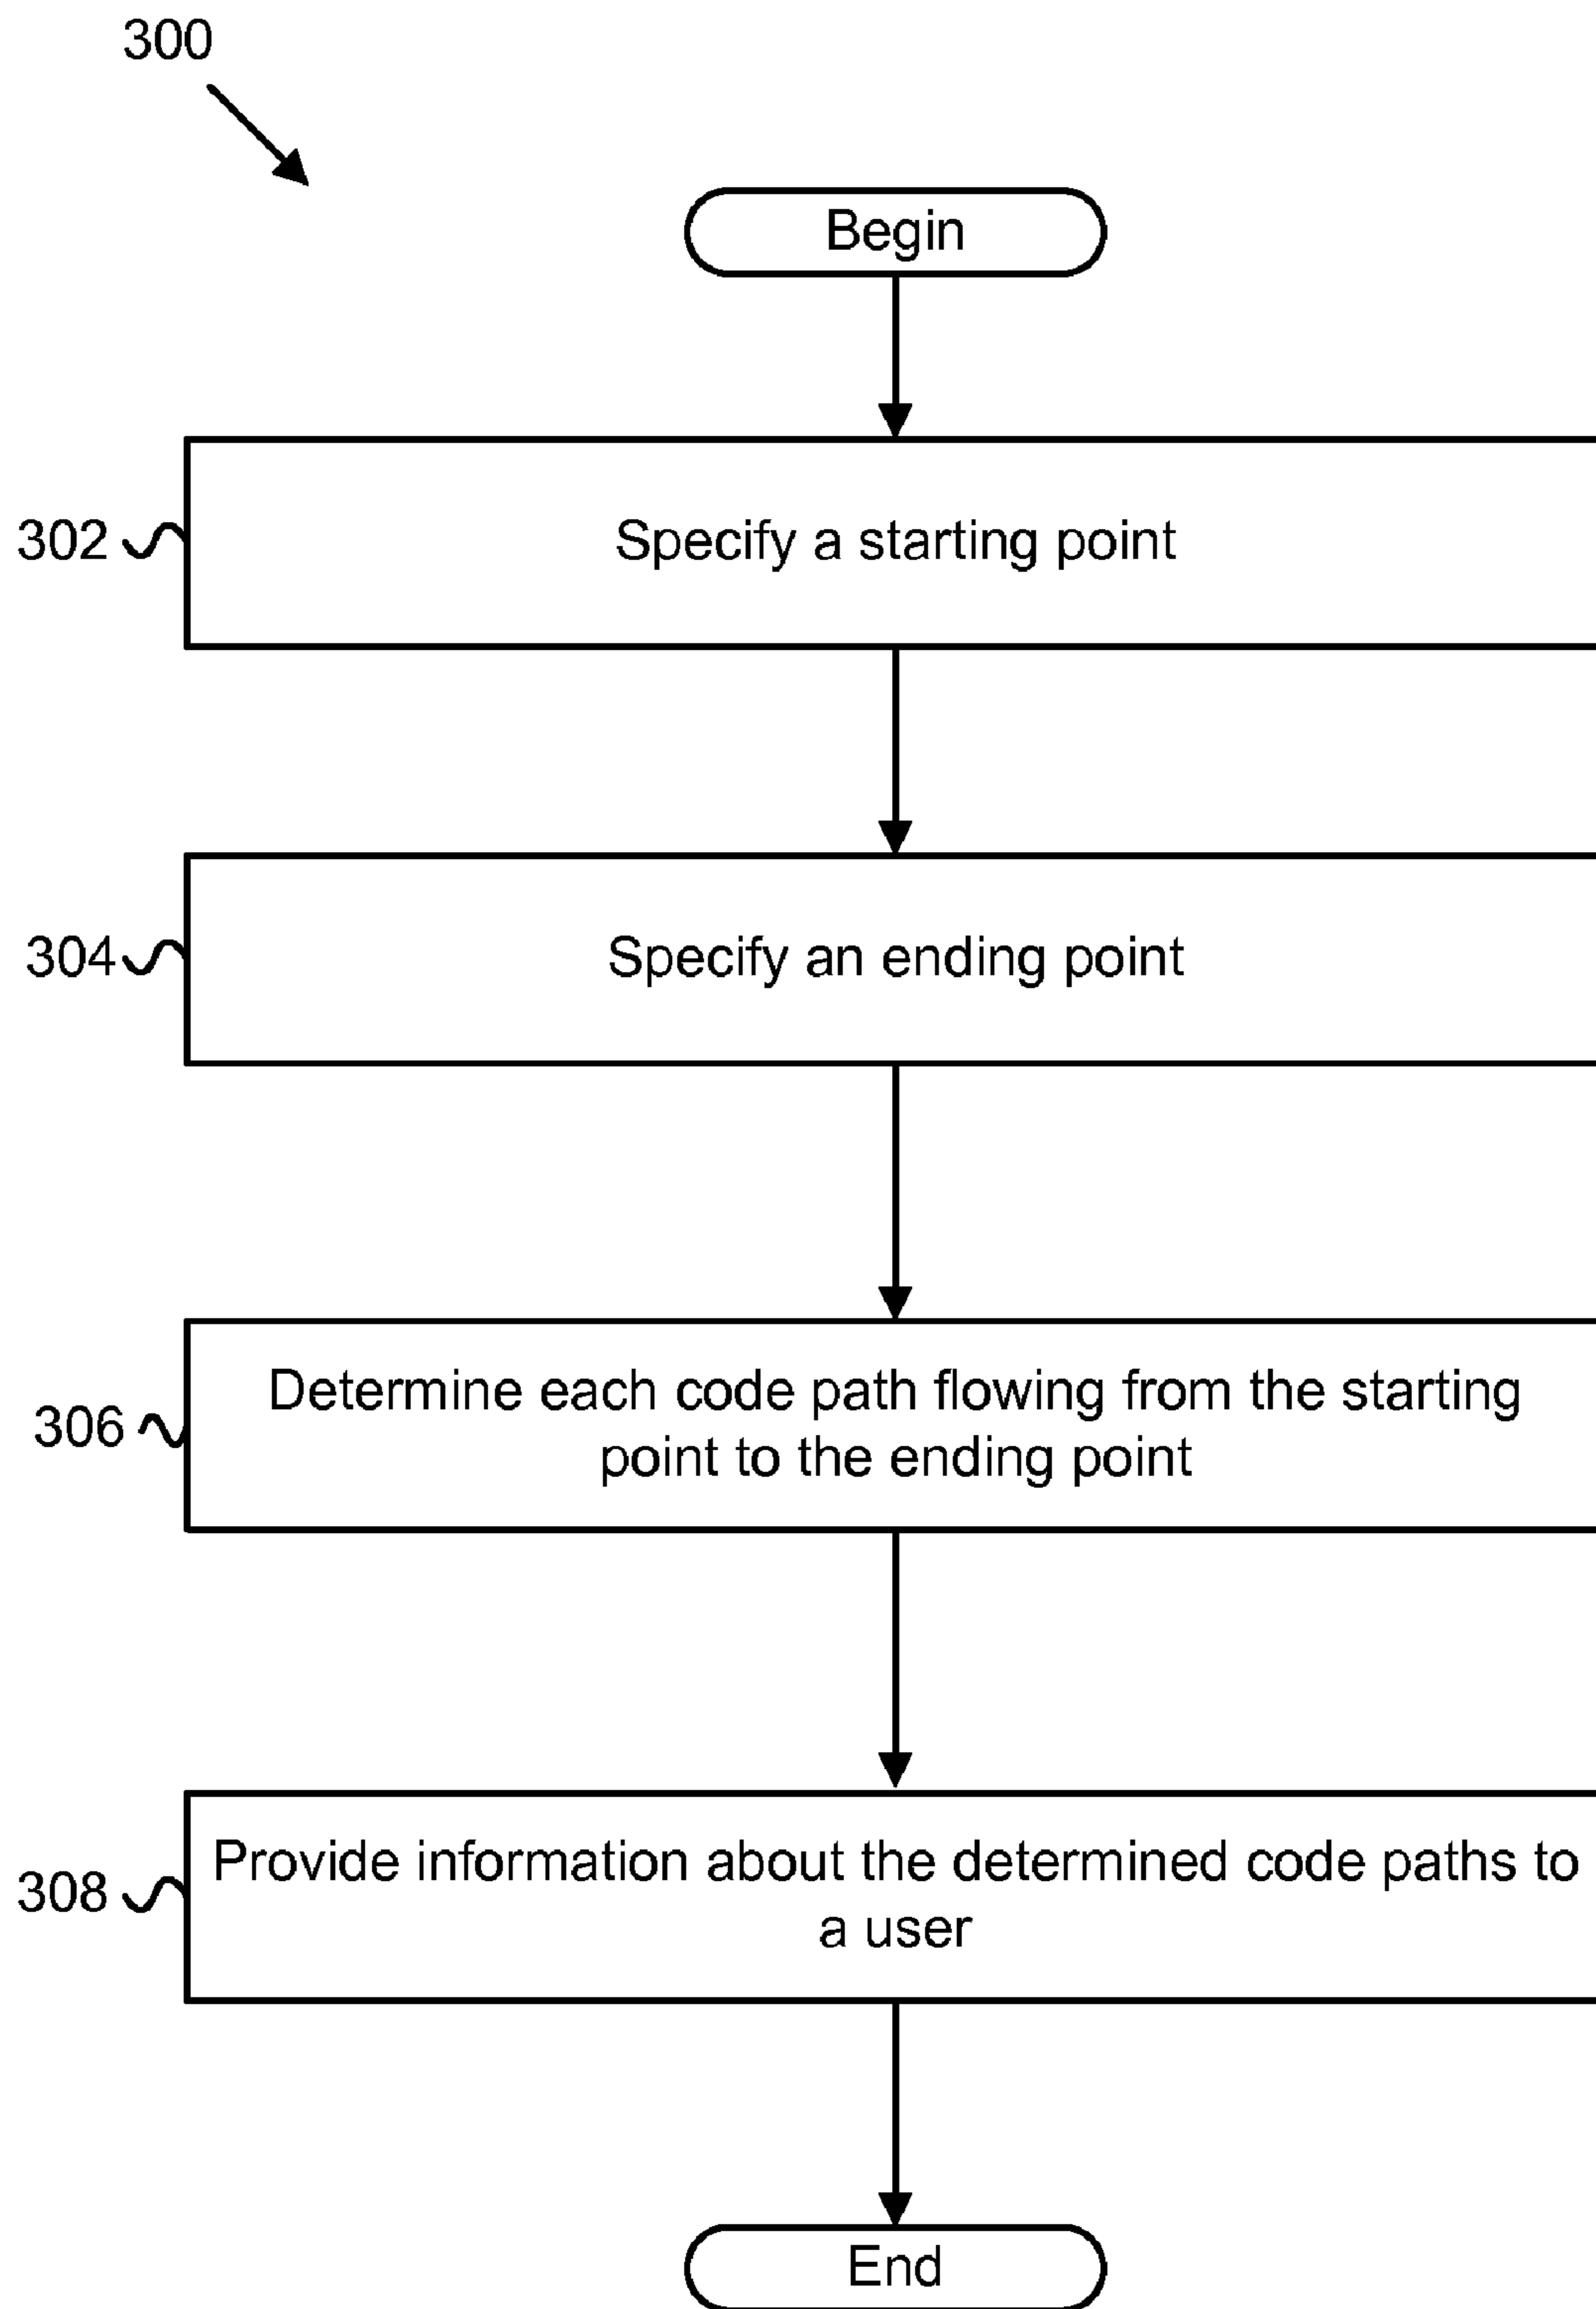 300
Begin
302
Specify a starting point
304
Specify an ending point
306
Determine each code path flowing from the starting
point to the ending point
308
Provide information about the determined code paths to
a user
End